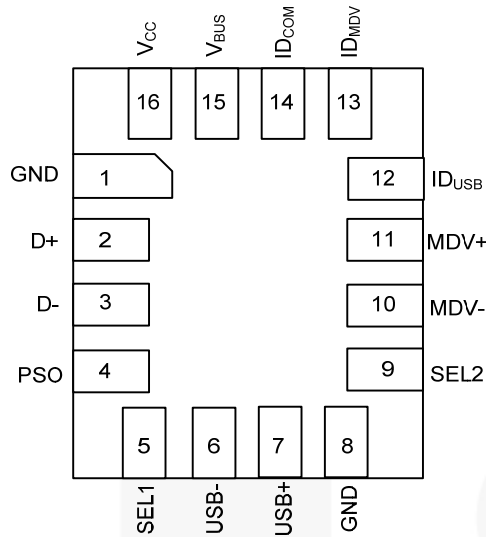 VCC
VBUS
IDCOM
IDMDV
16
15
14
13
GND
1
12
IDUSB
D+
2
11
MDV+
D-
3
10
MDV-
PSO
4
9
SEL2
5
6
7
8
SEL1
USB-
USB+
GND